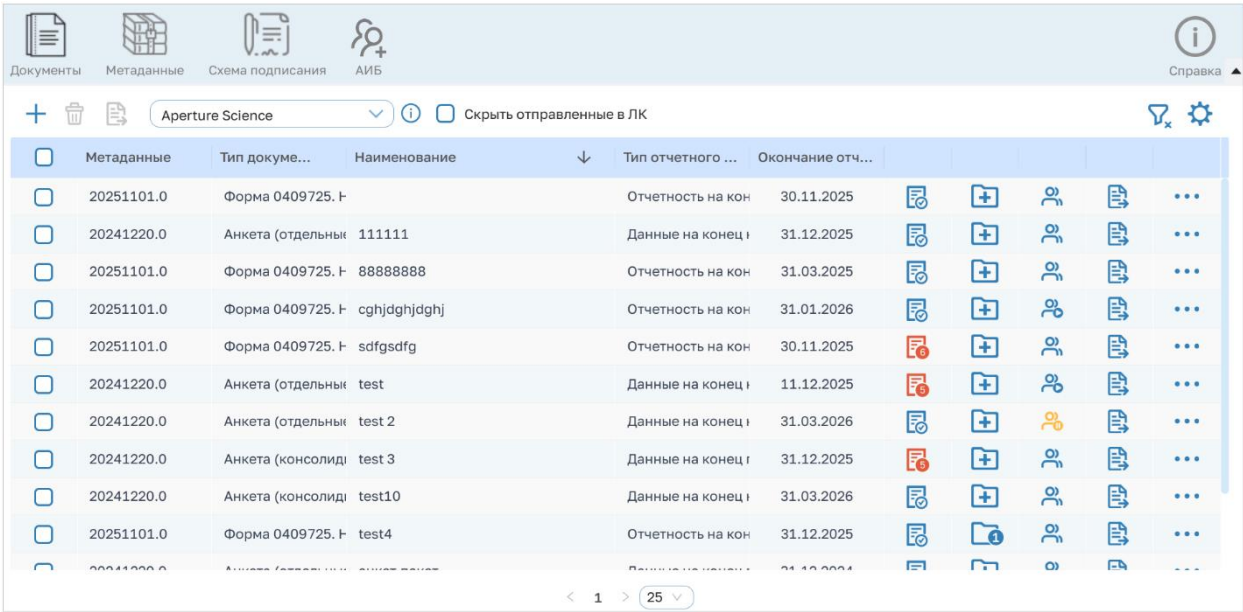 Документы Метаданные Схема подписания АИБ Справка
Aperture Science Скрыть отправленные в ЛК
Метаданные Тип докуме... Наименование Тип отчетного ... Окончание отч...
20251101.0 Форма 0409725. Н Отчетность на кон 30.11.2025
20241220.0 Анкета (отдельные 111111 Данные на конец 31.12.2025
20251101.0 Форма 0409725. Н 88888888 Отчетность на кон 31.03.2025
20251101.0 Форма 0409725. Н cghjdghjdghj Отчетность на кон 31.01.2026
20251101.0 Форма 0409725. Н sdfgsdfg Отчетность на кон 30.11.2025 6
20241220.0 Анкета (отдельные test Данные на конец 11.12.2025 5
20241220.0 Анкета (отдельные test 2 Данные на конец 31.03.2026
20241220.0 Анкета (консолид test 3 Данные на конец 31.12.2025 5
20241220.0 Анкета (консолид test10 Данные на конец 31.03.2026
20251101.0 Форма 0409725. Н test4 Отчетность на кон 31.12.2025 1
1 25